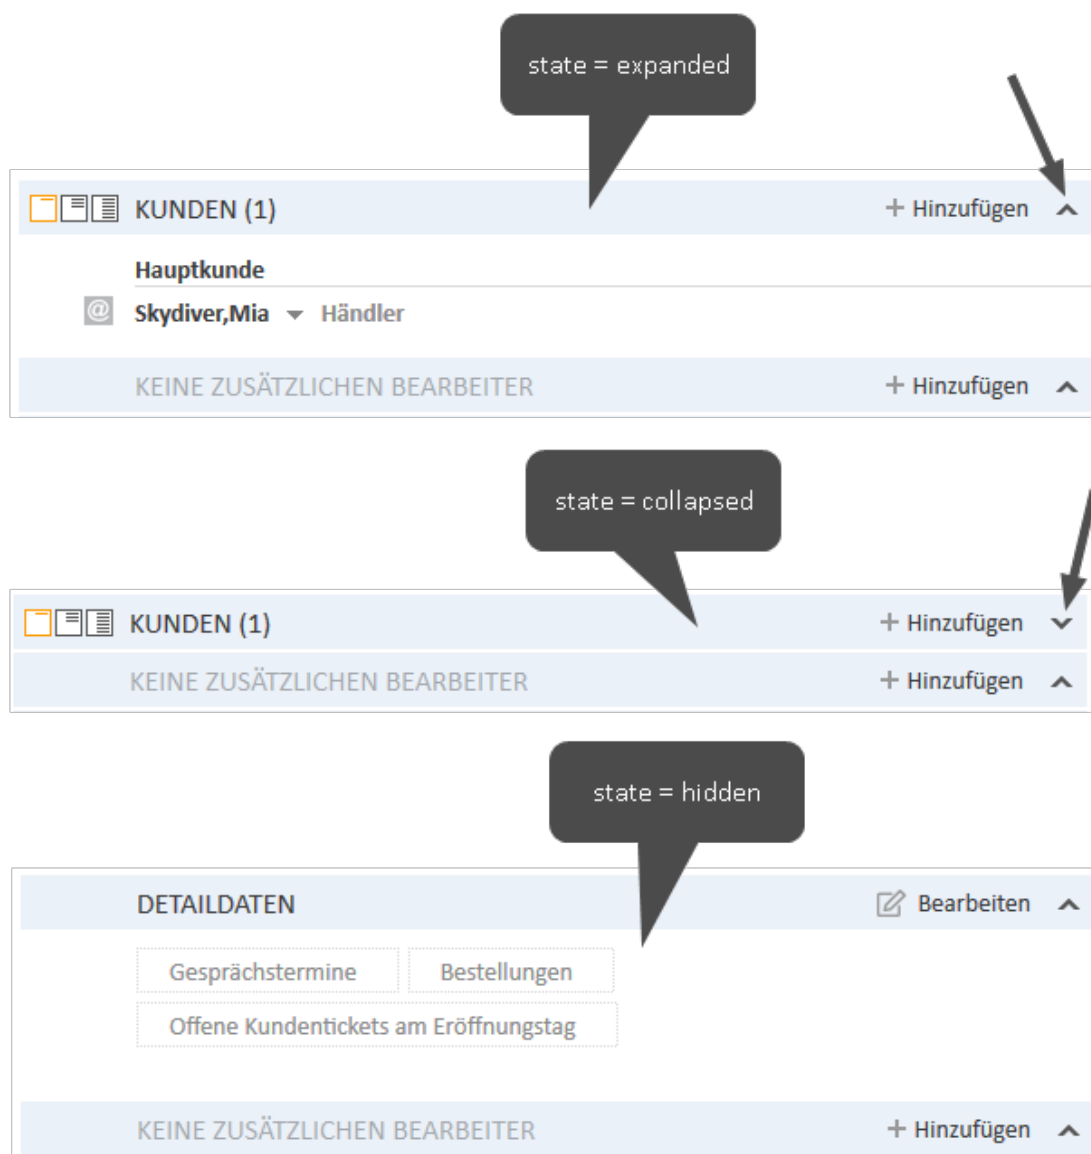 state = expanded
KUNDEN (1) + Hinzufügen
Hauptkunde
@ Skydiver,Mia Händler
KEINE ZUSÄTZLICHEN BEARBEITER + Hinzufügen
state = collapsed
KUNDEN (1) + Hinzufügen
KEINE ZUSÄTZLICHEN BEARBEITER + Hinzufügen
state = hidden
DETAILDATEN Bearbeiten
Gesprächstermine Bestellungen
Offene Kundentickets am Eröffnungstag
KEINE ZUSÄTZLICHEN BEARBEITER + Hinzufügen